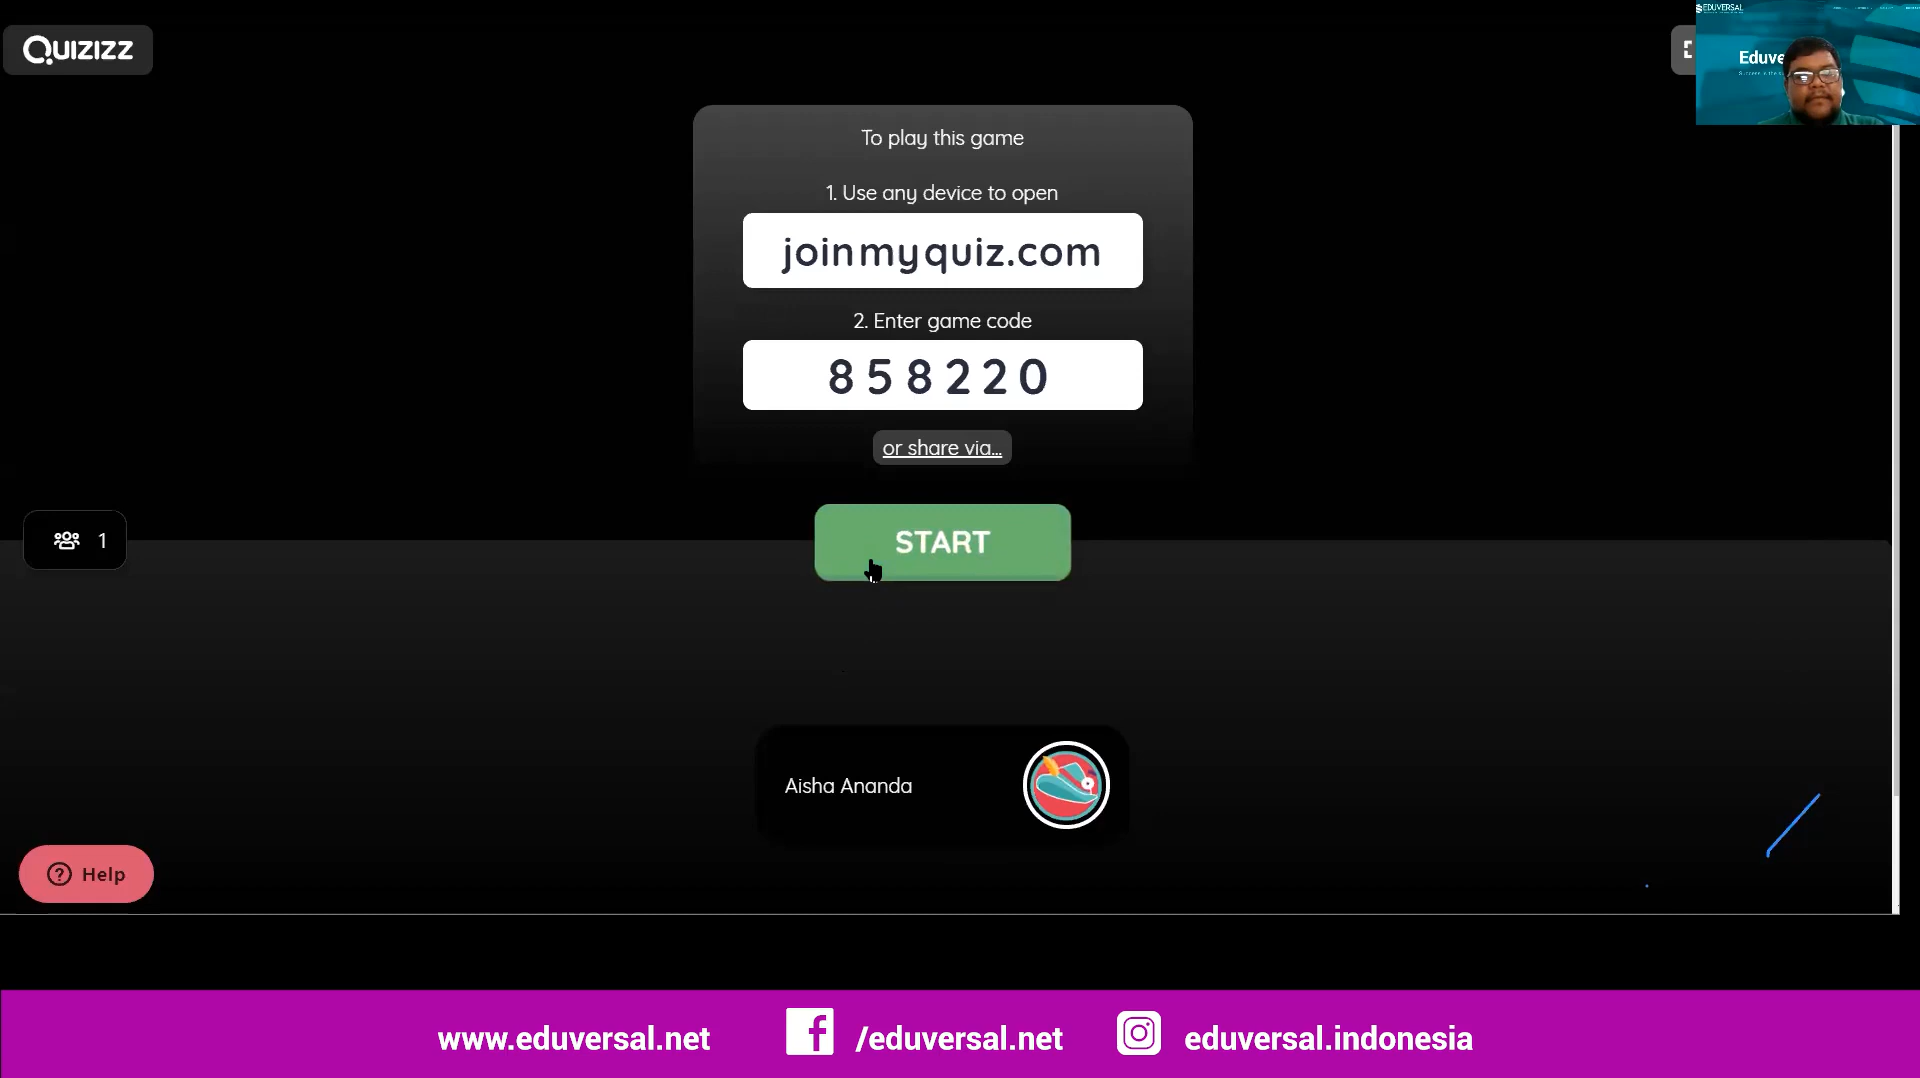 QUIZIZZ
EDUVERSAL
Eduve
To play this game
1. Use any device to open
joinmyquiz.com
2. Enter game code
858220
or share via...
START
1
Aisha Ananda
Help
www.eduversal.net
/eduversal.net
eduversal.indonesia